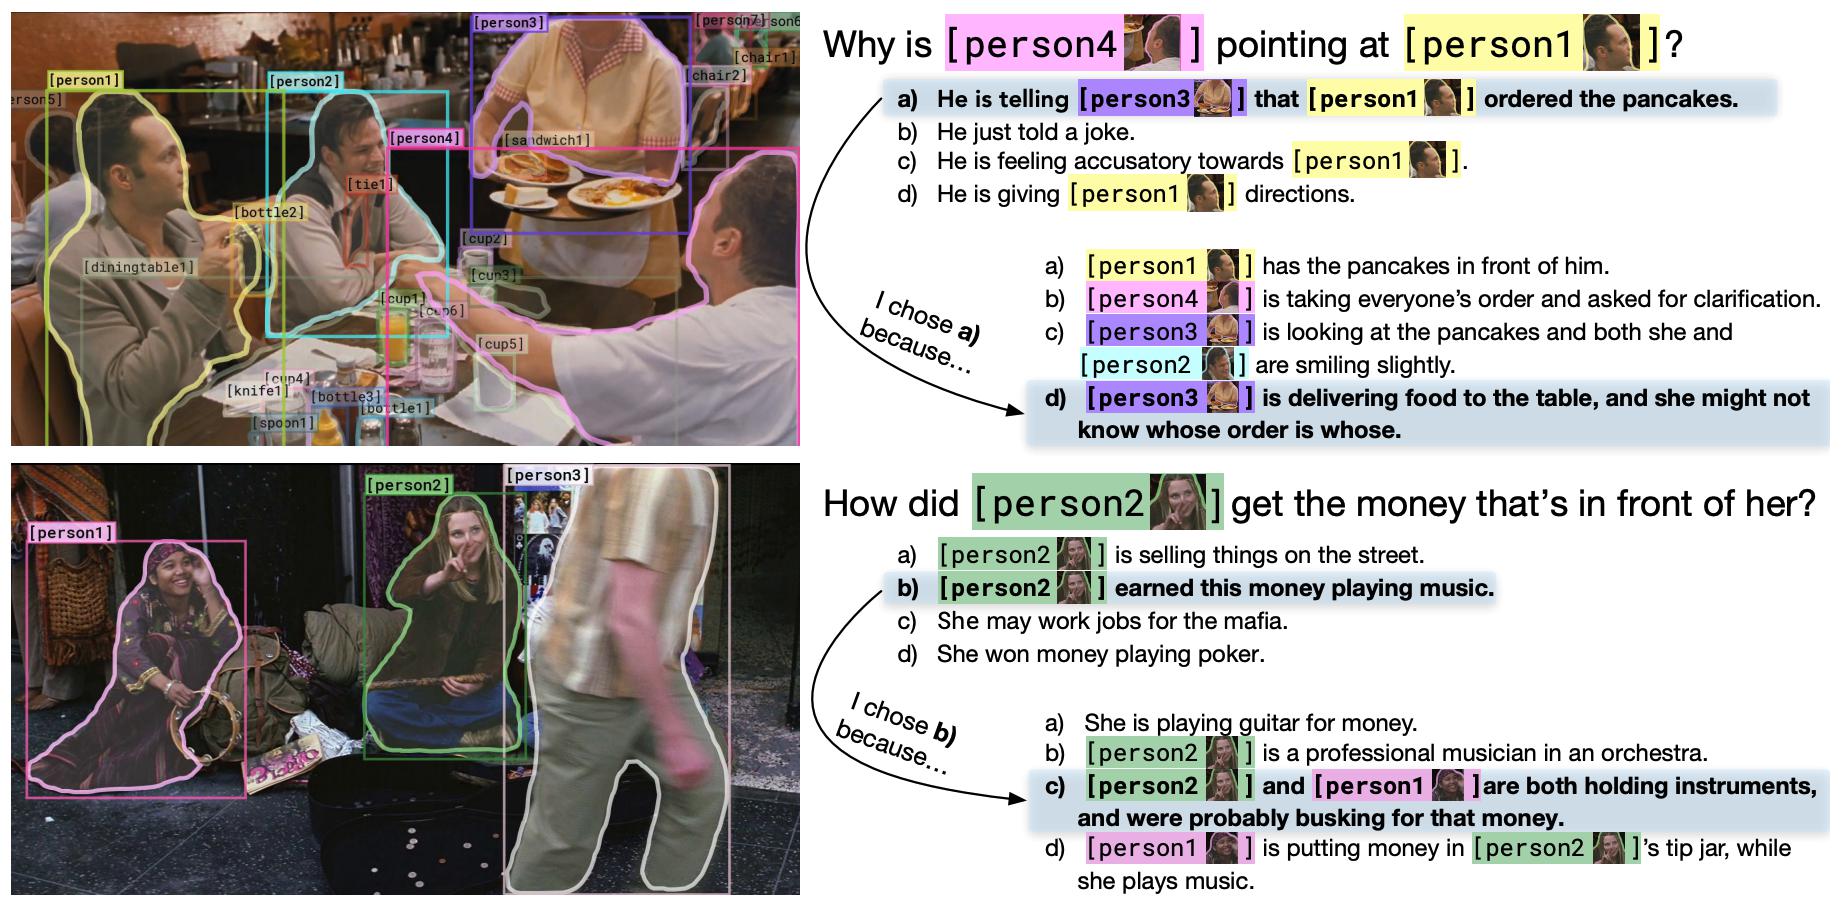 [person3]
[person7]
person6
[chair1]
[person1]
[person2]
[chair2]
erson5]
[person4]
[sandwich1]
[tie1]
[bottle2]
[cup2]
[diningtable1]
[cup3]
[cup1]
[cup6]
[cup5]
[cup4]
[knife1]
[bottle3]
[bottle1]
[spoon1]
Why is [person4 ] pointing at [person1 ]?
a) He is telling [person3 ] that [person1 ] ordered the pancakes.
b) He just told a joke.
c) He is feeling accusatory towards [person1 ].
d) He is giving [person1 ] directions.
I chose a)
because...
a) [person1 ] has the pancakes in front of him.
b) [person4 ] is taking everyone's order and asked for clarification.
c) [person3 ] is looking at the pancakes and both she and
[person2 ] are smiling slightly.
d) [person3 ] is delivering food to the table, and she might not
know whose order is whose.
[person3]
[person2]
[person1]
How did [person2 ] get the money that's in front of her?
a) [person2 ] is selling things on the street.
b) [person2 ] earned this money playing music.
c) She may work jobs for the mafia.
d) She won money playing poker.
I chose b)
because...
a) She is playing guitar for money.
b) [person2 ] is a professional musician in an orchestra.
c) [person2 ] and [person1 ] are both holding instruments,
and were probably busking for that money.
d) [person1 ] is putting money in [person2 ]'s tip jar, while
she plays music.